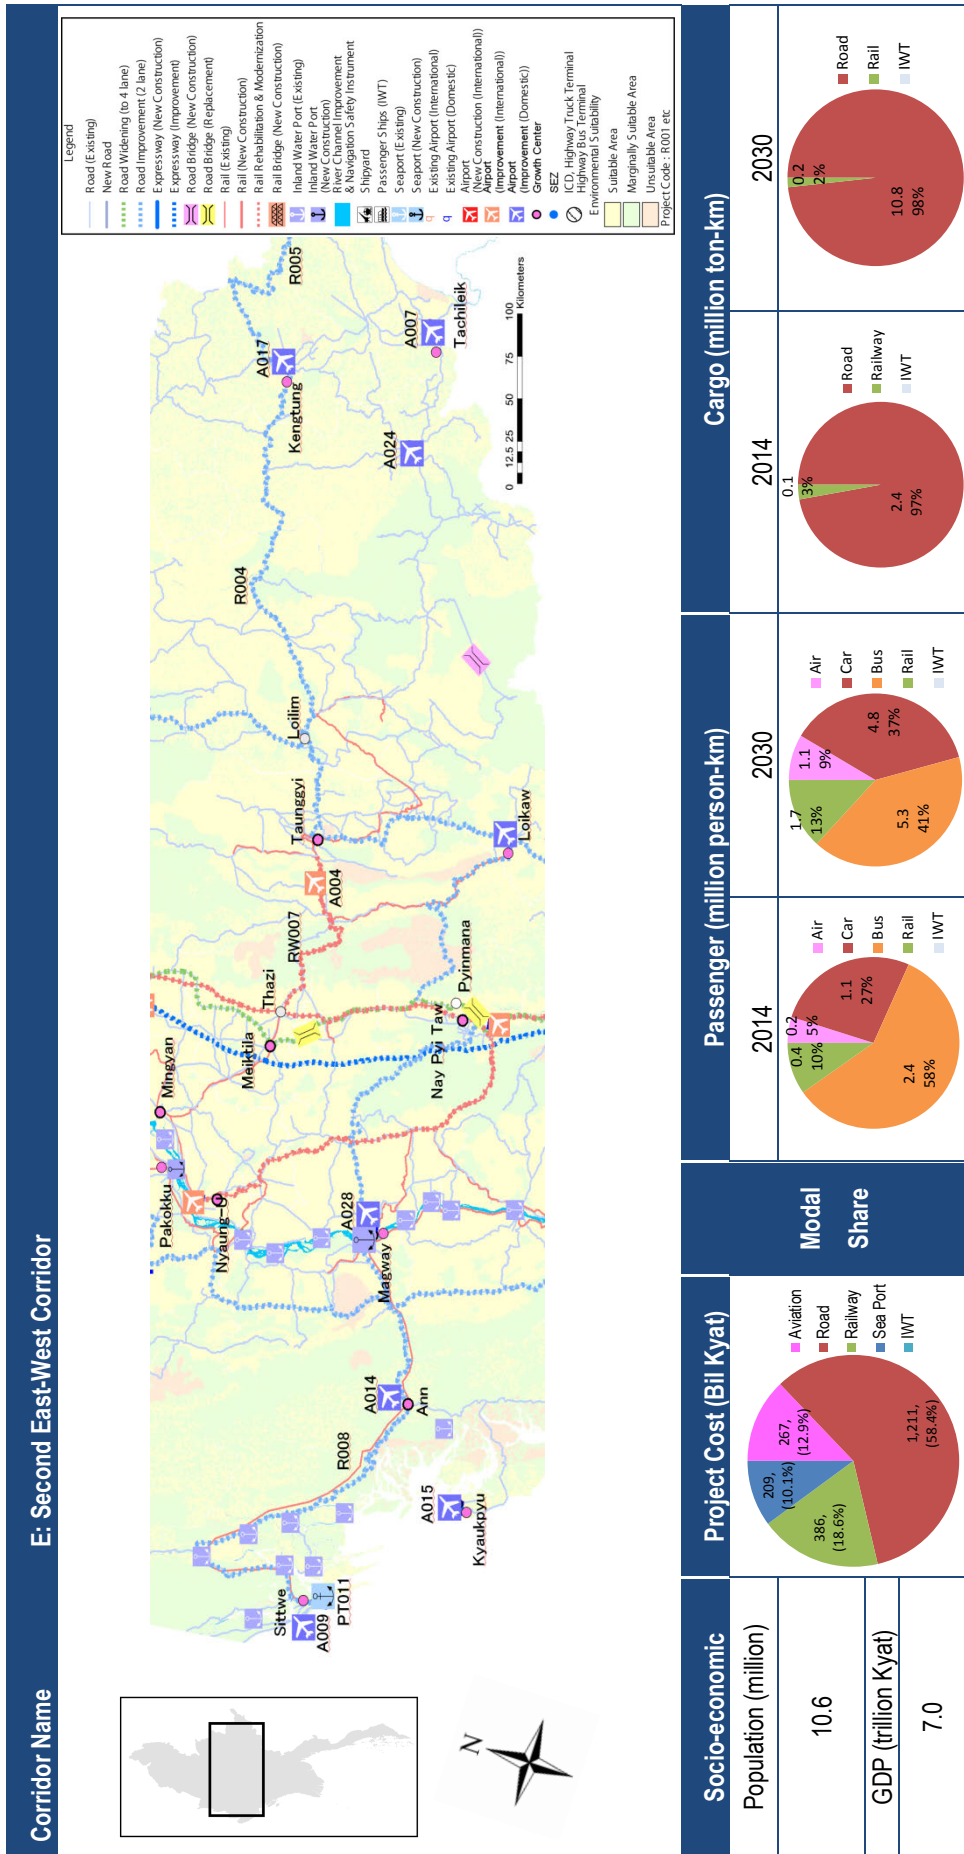 Corridor Name
E: Second East-West Corridor
N
Sittwe
A009
PT011
R008
Kyaukpyu
A015
A014
Ann
Magway
A028
Nyaung-U
Pakokku
Mingyan
Meiktila
Thazi
Nay Pyi Taw
Pyinmana
RW007
A004
Taunggyi
Loikaw
Loilim
R004
Kengtung
A017
A024
A007
Tachileik
R005
0 12.5 25 50 75 100
Kilometers
Legend
Road (Existing)
New Road
Road Widening (to 4 lane)
Road Improvement (2 lane)
Expressway (New Construction)
Expressway (Improvement)
Road Bridge (New Construction)
Road Bridge (Replacement)
Rail (Existing)
Rail (New Construction)
Rail Rehabilitation & Modernization
Rail Bridge (New Construction)
Inland Water Port (Existing)
Inland Water Port
(New Construction)
River Channel Improvement
& Navigation's Safety Instrument
Shipyard
Passenger Ships (IWT)
Seaport (Existing)
Seaport (New Construction)
q Existing Airport (International)
q Existing Airport (Domestic)
Airport
(New Construction (International))
Airport
(Improvement (International))
Airport
(Improvement (Domestic))
Growth Center
SEZ
ICD, Highway Truck Terminal
Highway Bus Terminal
Environmental Suitability
Suitable Area
Marginally Suitable Area
Unsuitable Area
Project Code : R001 etc
Socio-economic
Population (million)
10.6
GDP (trillion Kyat)
7.0
Project Cost (Bil Kyat)
267,
(12.9%)
1,211,
(58.4%)
386,
(18.6%)
209,
(10.1%)
Aviation
Road
Railway
Sea Port
IWT
Modal
Share
Passenger (million person-km)
2014
0.2
5%
1.1
27%
2.4
58%
0.4
10%
Air
Car
Bus
Rail
IWT
2030
1.1
9%
4.8
37%
5.3
41%
1.7
13%
Air
Car
Bus
Rail
IWT
Cargo (million ton-km)
2014
0.1
3%
2.4
97%
Road
Railway
IWT
2030
0.2
2%
10.8
98%
Road
Rail
IWT